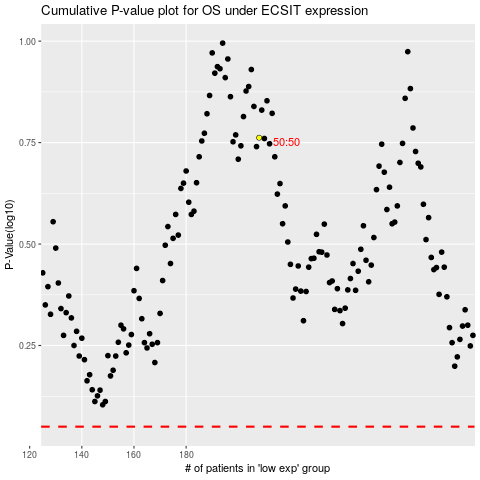 Cumulative P-value plot for OS under ECSIT expression
P-Value(log10)
1.00
0.75
0.50
0.25
50:50
120 140 160 180
# of patients in 'low exp' group